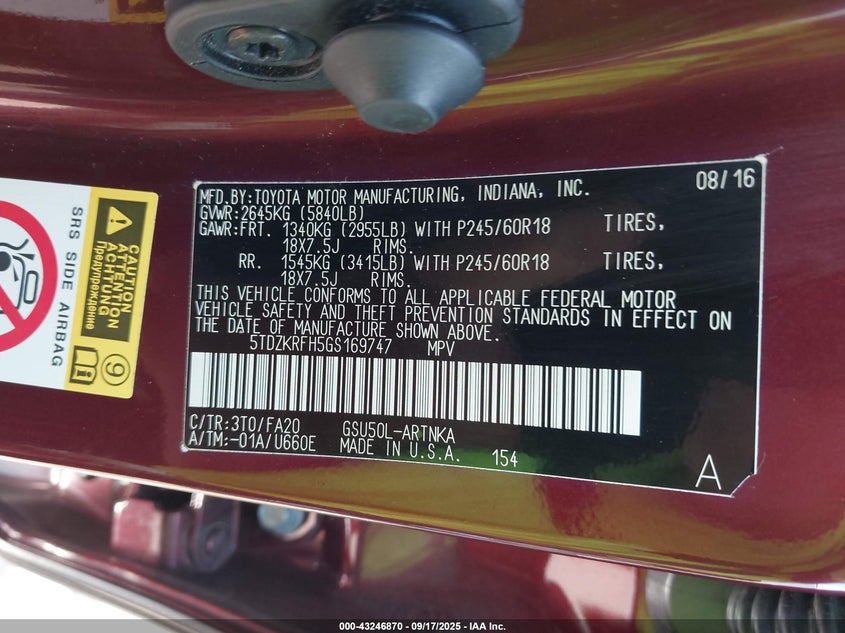 MFD.BY:TOYOTA MOTOR MANUFACTURING, INDIANA, INC. 08/16
GVWR:2645KG (5840LB)
GAWR:FRT. 1340KG (2955LB) WITH P245/60R18 TIRES,
18X7.5J RIMS.
RR. 1545KG (3415LB) WITH P245/60R18 TIRES,
18X7.5J RIMS.
THIS VEHICLE CONFORMS TO ALL APPLICABLE FEDERAL MOTOR
VEHICLE SAFETY AND THEFT PREVENTION STANDARDS IN EFFECT ON
THE DATE OF MANUFACTURE SHOWN ABOVE.
5TDZKRFH5GS169747 MPV
C/TR:3T0/FA20 GSU50L-ARTNKA
A/TM:-01A/U660E MADE IN U.S.A. 154
A
SRS SIDE AIRBAG
CAUTION
ATTENTION
ACHTUNG
Предупреждение
9
000-43246870 - 09/17/2025 - IAA Inc.